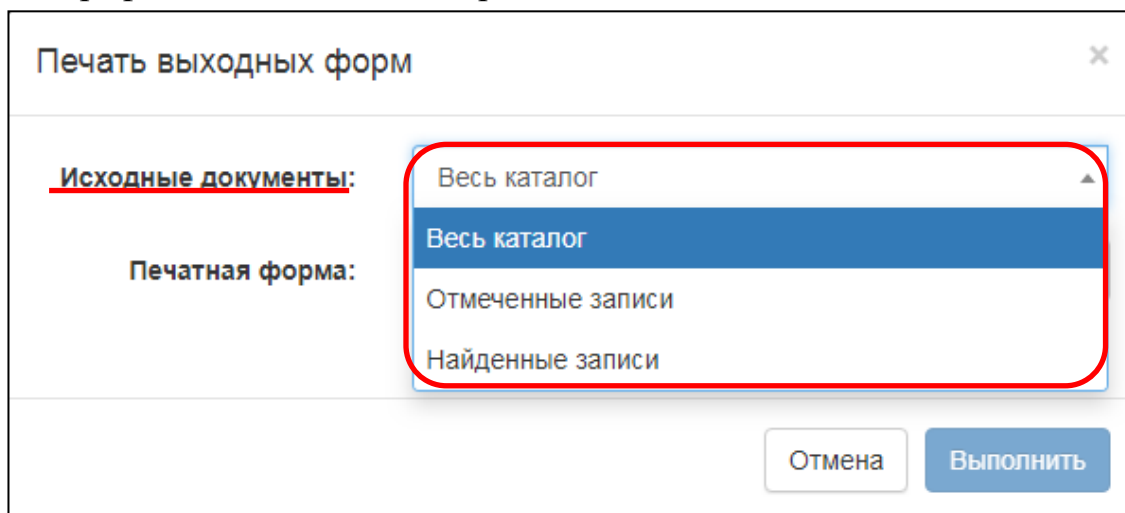 Печать выходных форм
×
Исходные документы:
Весь каталог
Весь каталог
Печатная форма:
Отмеченные записи
Найденные записи
Отмена
Выполнить